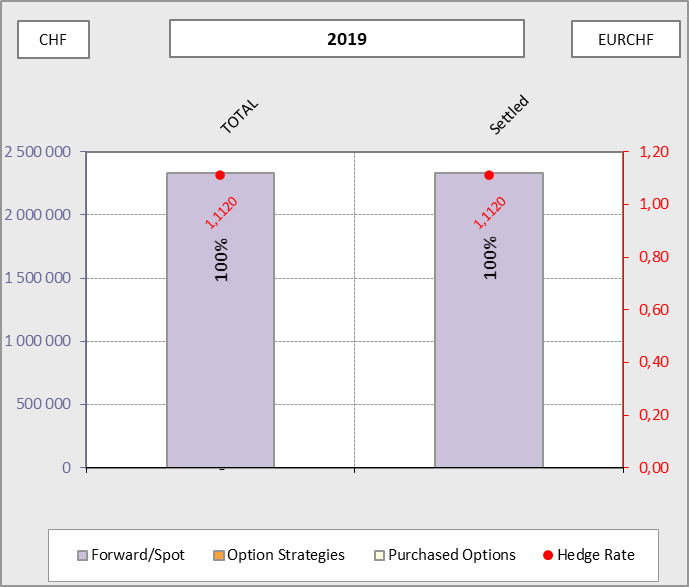 CHF
2019
EURCHF
TOTAL
Settled
2 500 000
2 000 000
1 500 000
1 000 000
500 000
0
1,20
1,00
0,80
0,60
0,40
0,20
0,00
1,1120
100%
1,1120
100%
-
Forward/Spot
Option Strategies
Purchased Options
Hedge Rate